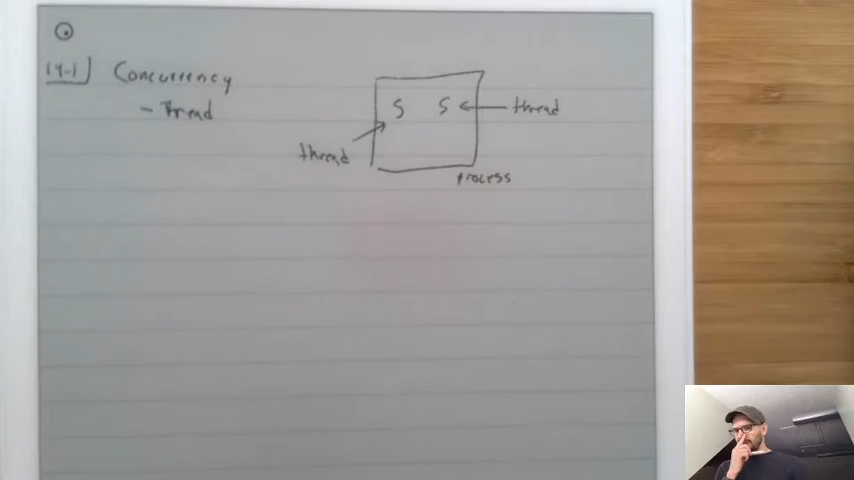 14-1] Concurrency
- Thread
S S ← thread
thread
process